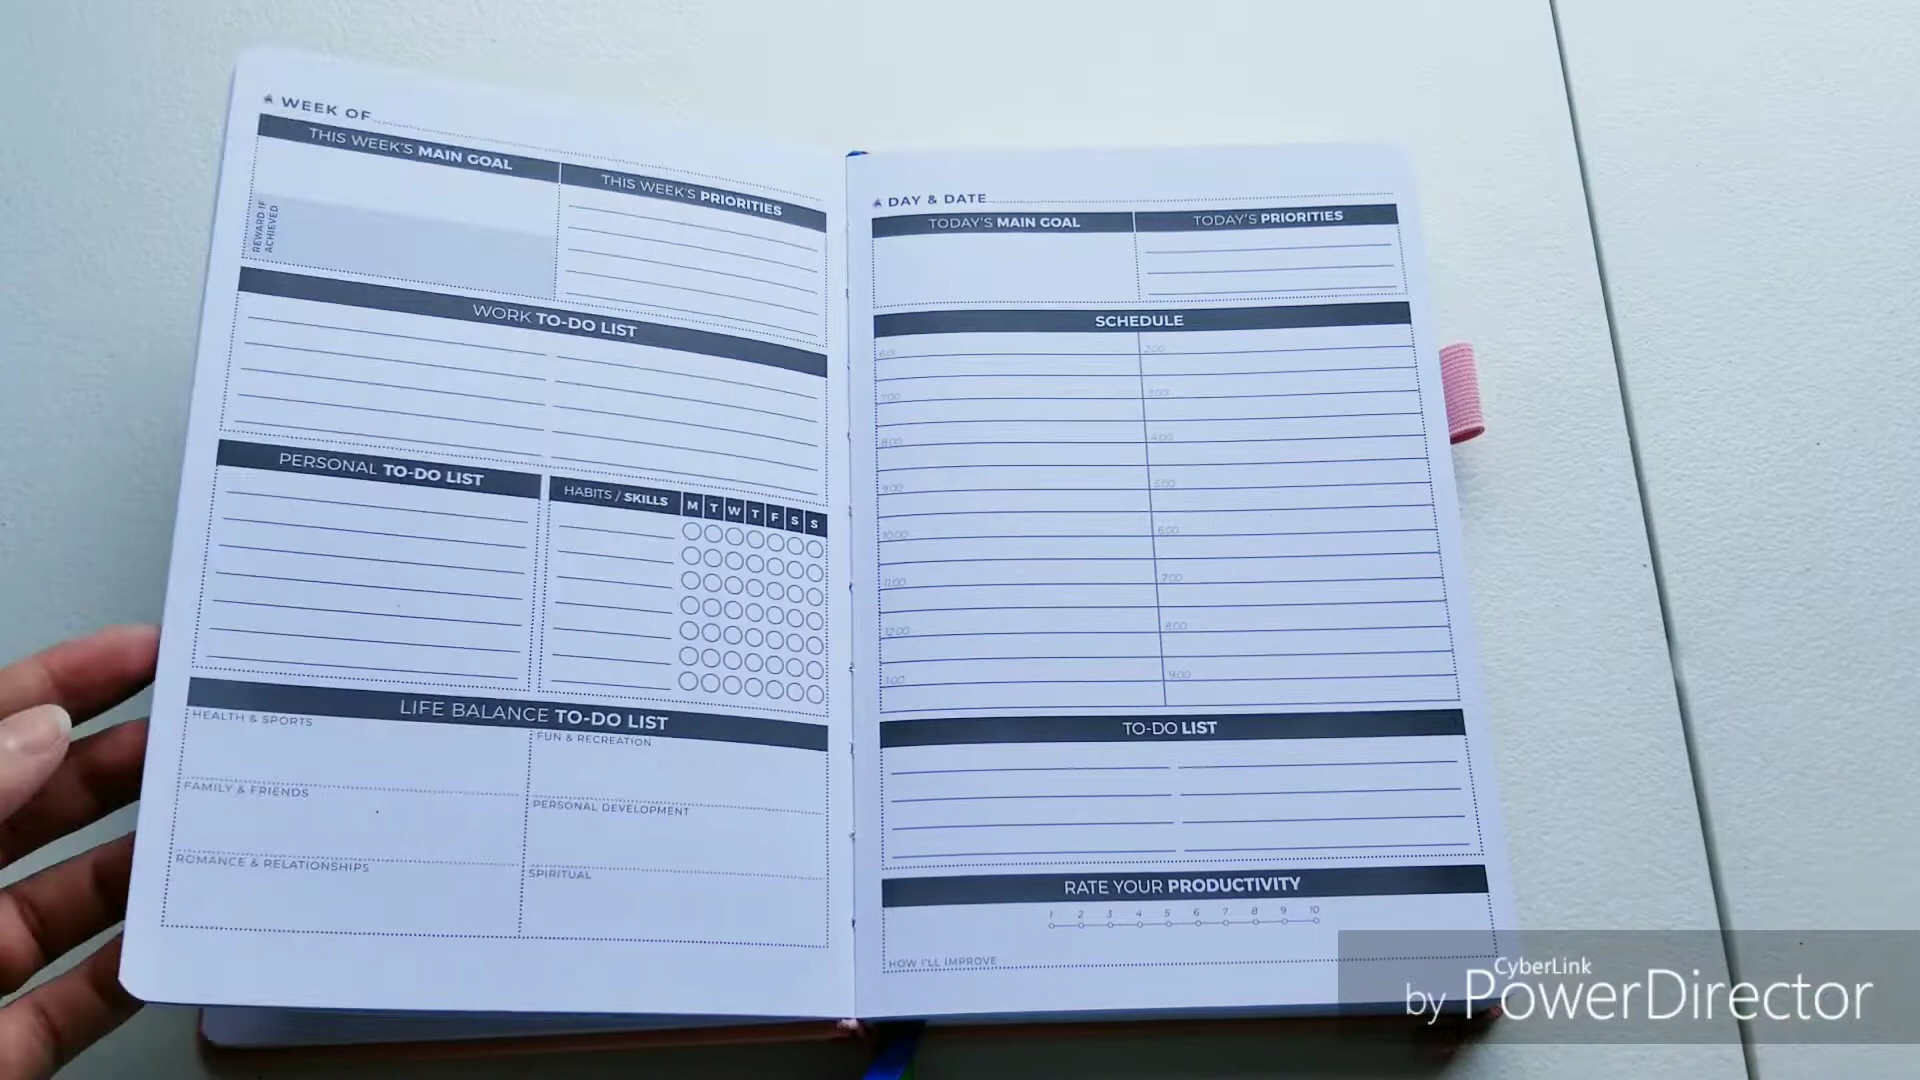 WEEK OF
THIS WEEK'S MAIN GOAL
THIS WEEK'S PRIORITIES
REWARD IF
ACHIEVED
WORK TO-DO LIST
PERSONAL TO-DO LIST
HABITS / SKILLS M T W T F S S
LIFE BALANCE TO-DO LIST
HEALTH & SPORTS
FUN & RECREATION
FAMILY & FRIENDS
PERSONAL DEVELOPMENT
ROMANCE & RELATIONSHIPS
SPIRITUAL
DAY & DATE
TODAY'S MAIN GOAL
TODAY'S PRIORITIES
SCHEDULE
6:00
7:00
8:00
9:00
10:00
11:00
12:00
1:00
2:00
3:00
4:00
5:00
6:00
7:00
8:00
9:00
TO-DO LIST
RATE YOUR PRODUCTIVITY
1 2 3 4 5 6 7 8 9 10
HOW I'LL IMPROVE
CyberLink
by PowerDirector